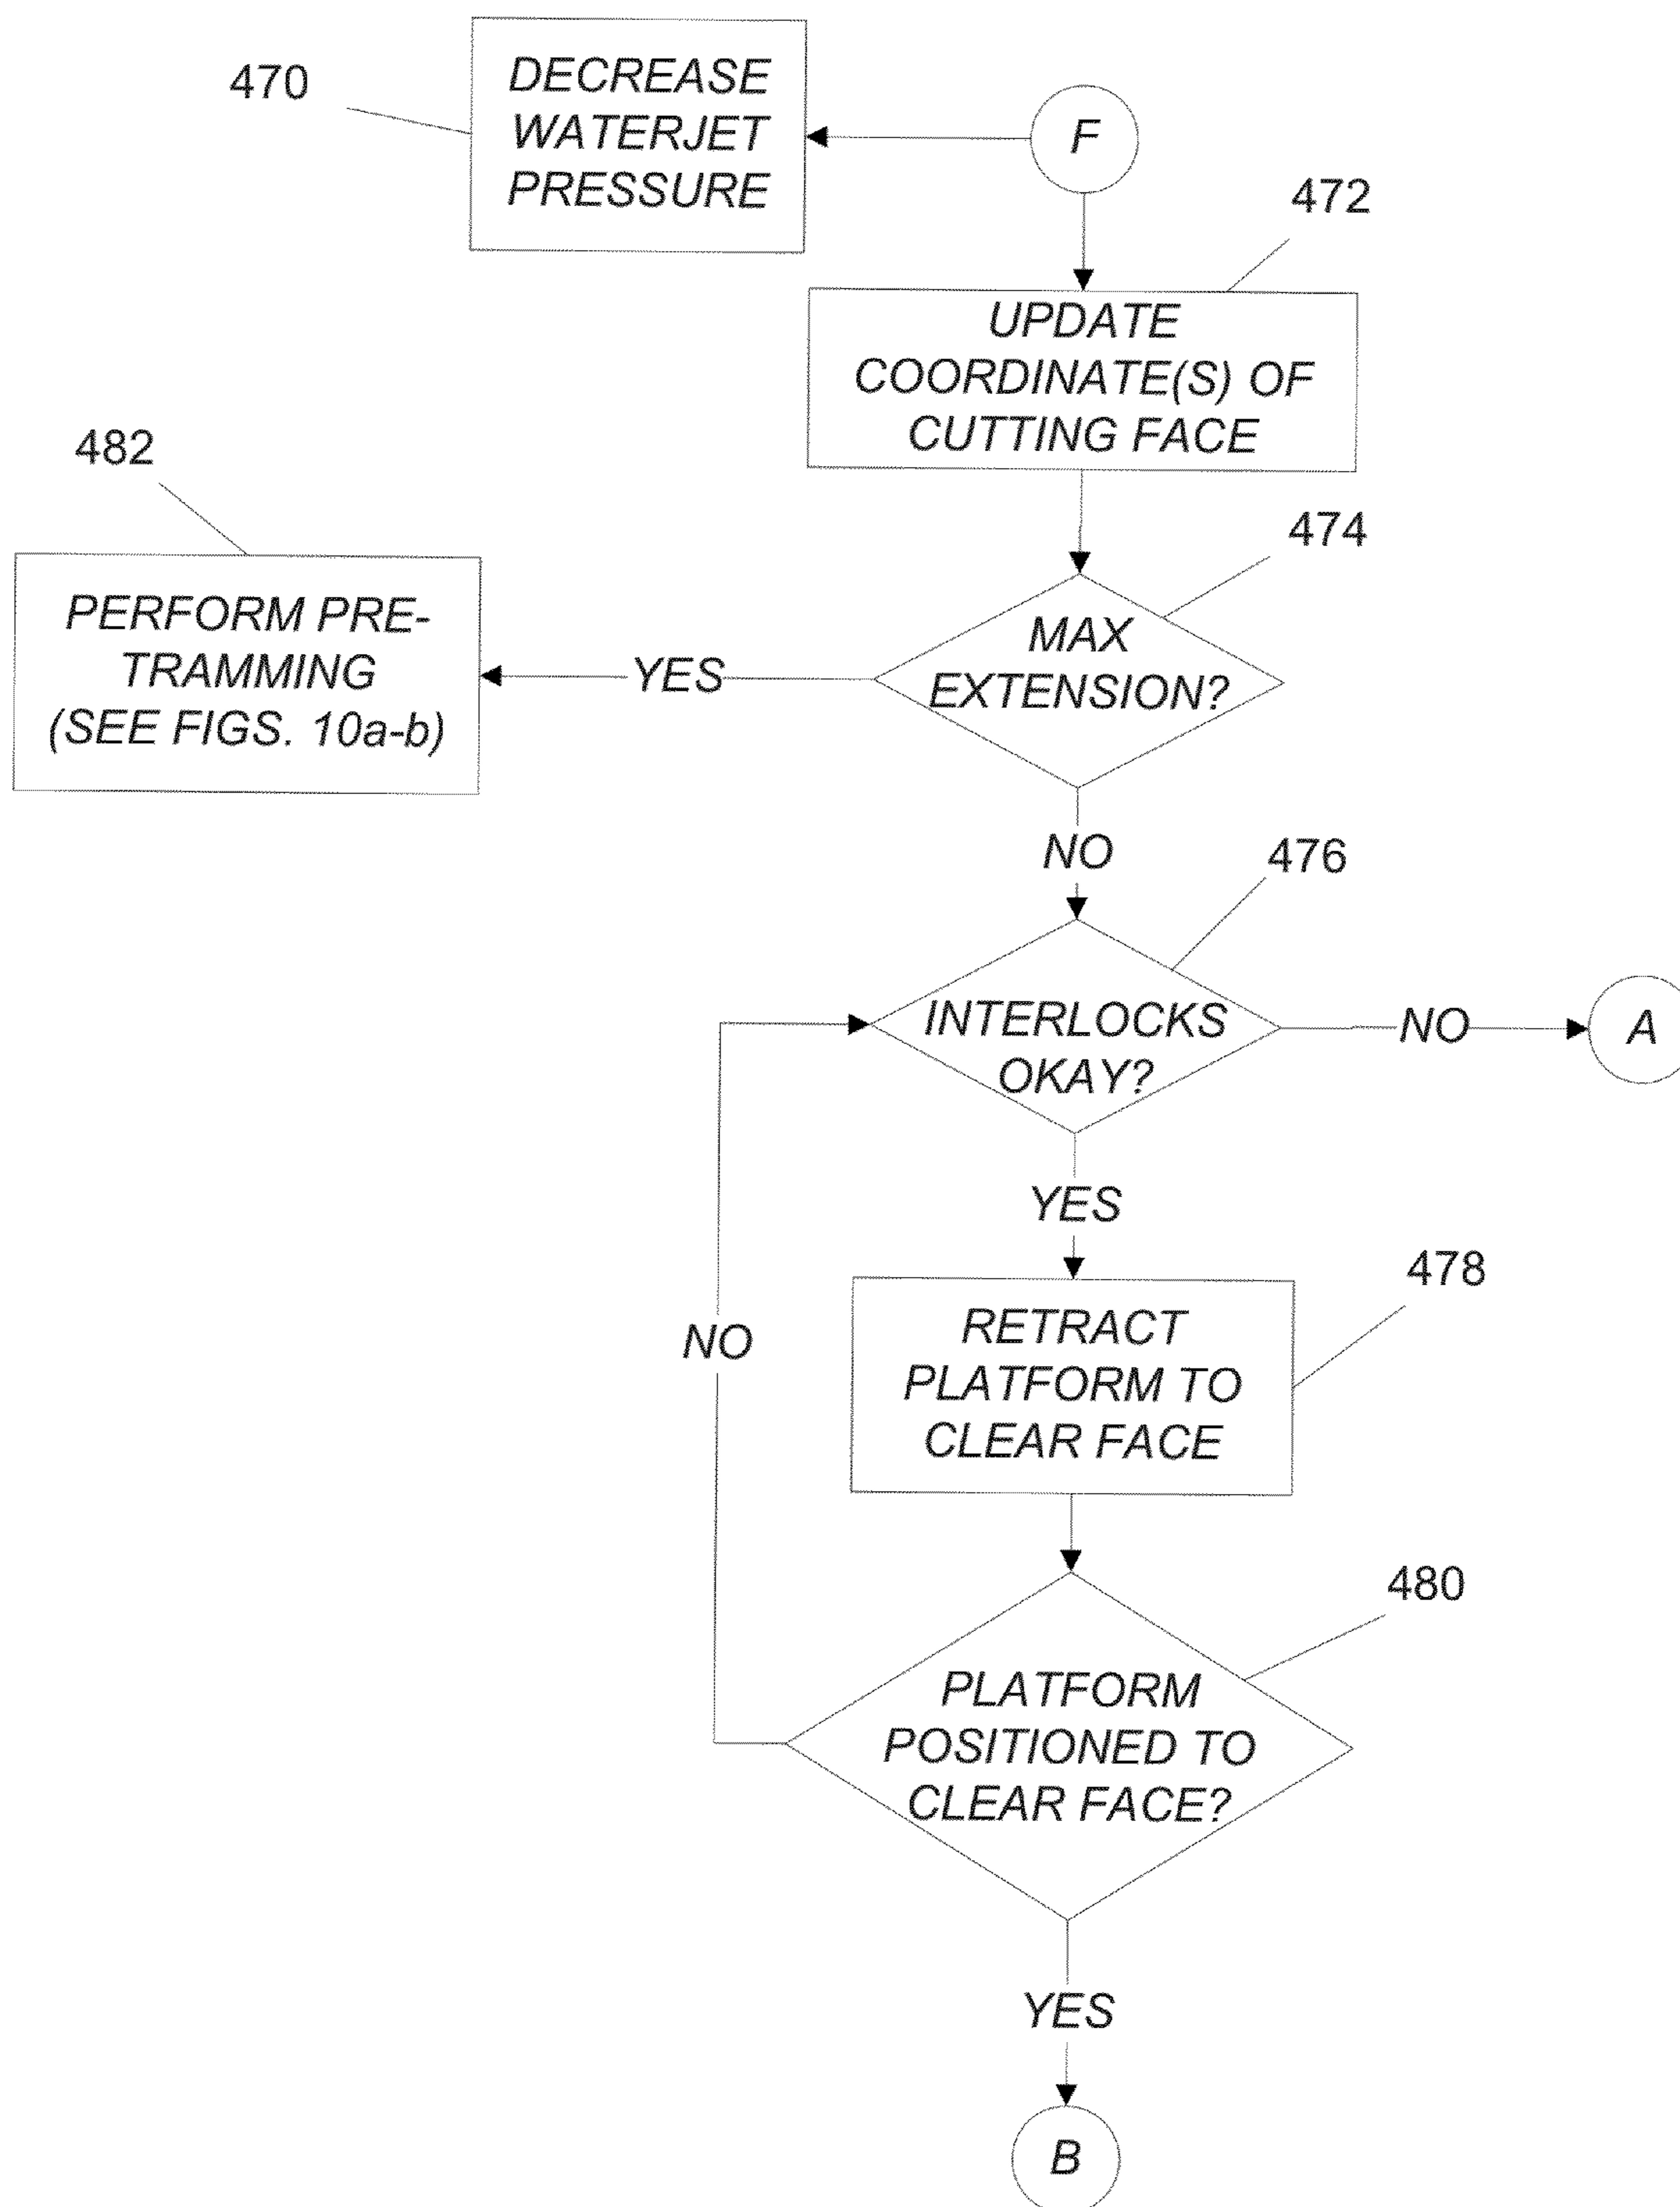 470
DECREASE
WATERJET
PRESSURE
F
472
UPDATE
COORDINATE(S) OF
CUTTING FACE
482
474
PERFORM PRE-
TRAMMING
(SEE FIGS. 10a-b)
YES
MAX
EXTENSION?
NO
476
INTERLOCKS
OKAY?
NO
A
YES
478
RETRACT
PLATFORM TO
CLEAR FACE
NO
480
PLATFORM
POSITIONED TO
CLEAR FACE?
YES
B